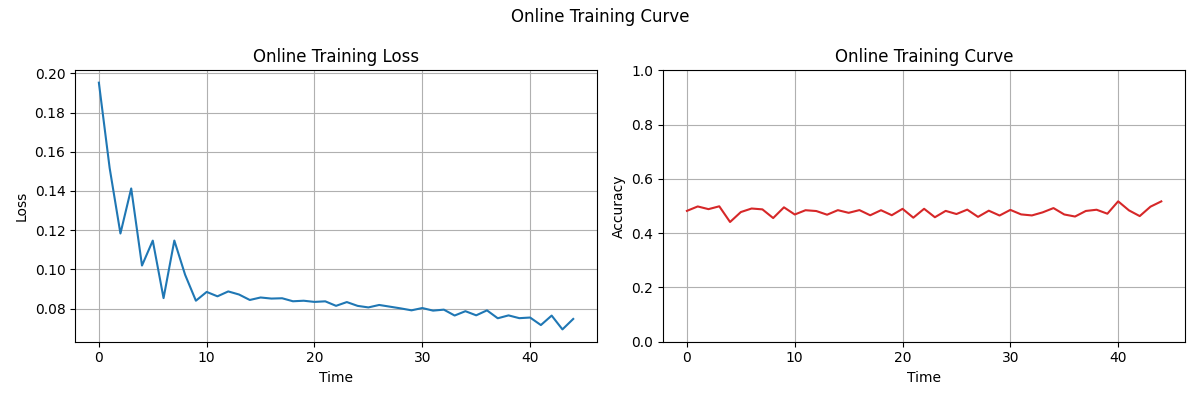 Online Training Curve
Online Training Loss
0.20
0.18
0.16
0.14
0.12
0.10
0.08
Loss
0 10 20 30 40
Time
Online Training Curve
1.0
0.8
0.6
0.4
0.2
0.0
Accuracy
0 10 20 30 40
Time